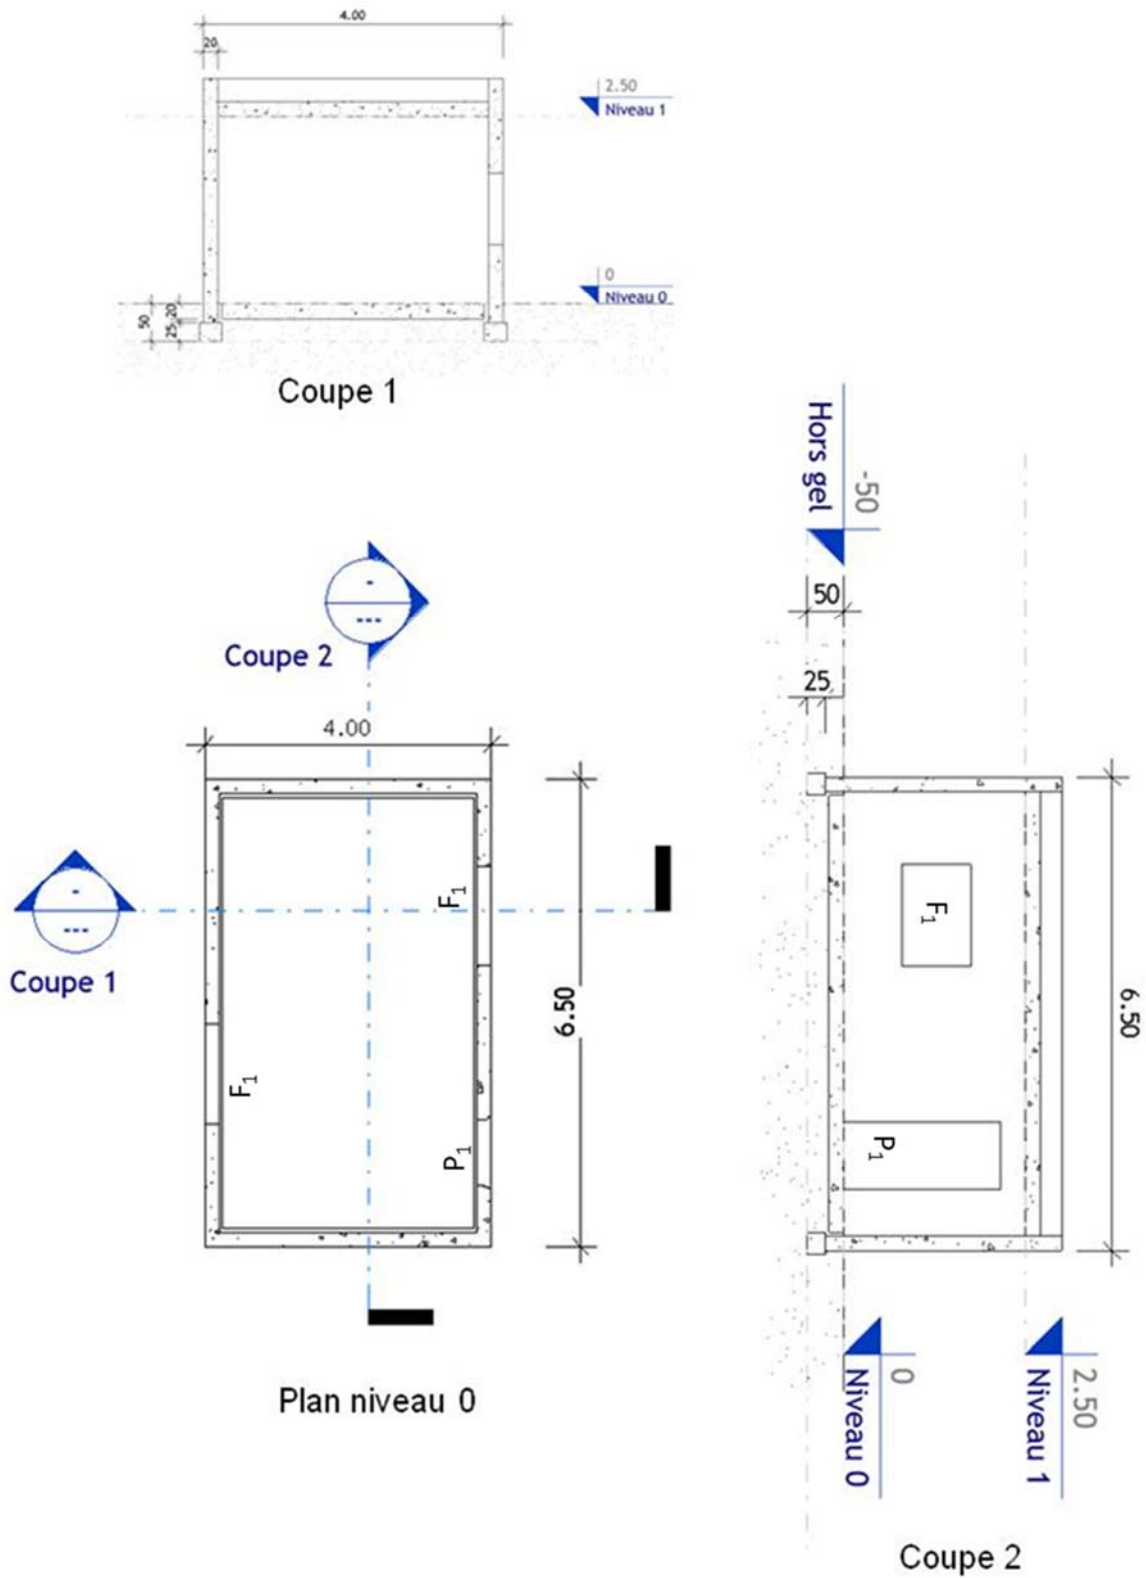 4.00
20
2.50
Niveau 1
0
Niveau 0
50
25
20
Coupe 1
Hors gel
-50
50
25
-
---
Coupe 2
4.00
-
---
Coupe 1
F1
F1
P1
6.50
F1
P1
6.50
Plan niveau 0
Niveau 0
0
Niveau 1
2.50
Coupe 2